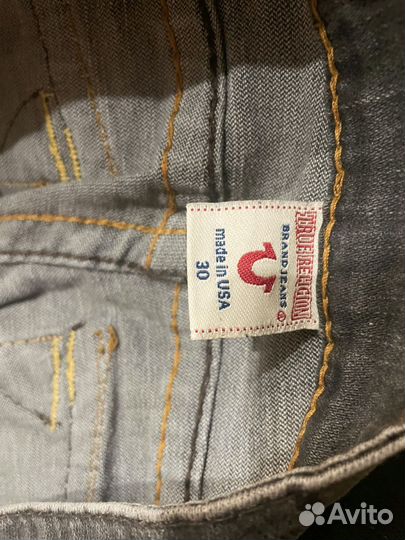 TRUE RELIGION
BRAND JEANS
made in USA
30
Avito